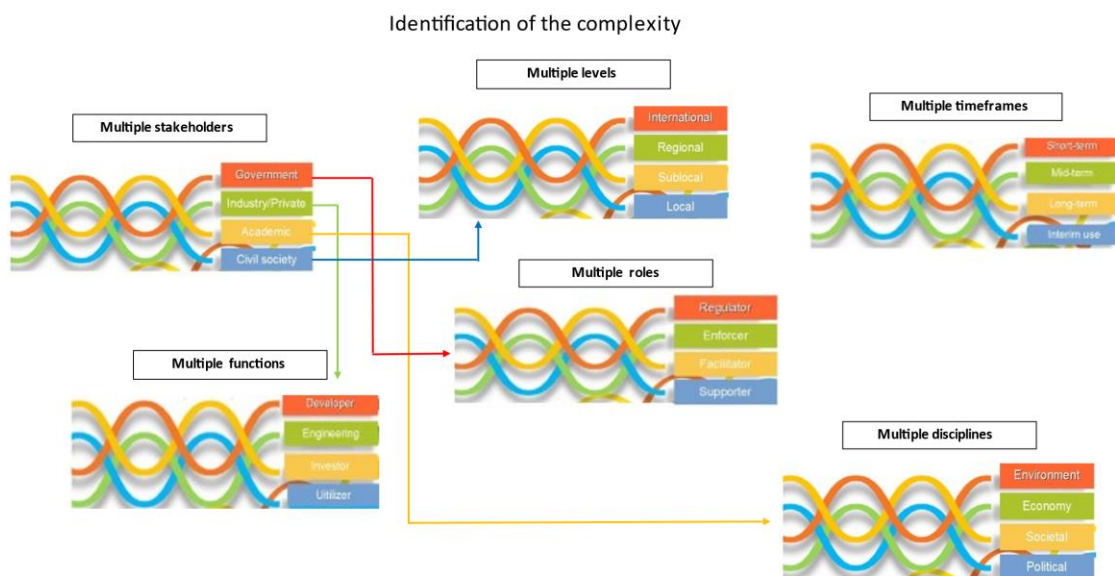 Identification of the complexity
Multiple levels
International
Regional
Sublocal
Local
Multiple timeframes
Short-term
Mid-term
Long-term
Interim use
Multiple stakeholders
Government
Industry/Private
Academic
Civil society
Multiple roles
Regulator
Enforcer
Facilitator
Supporter
Multiple functions
Developer
Engineering
Investor
Uitilizer
Multiple disciplines
Environment
Economy
Societal
Political